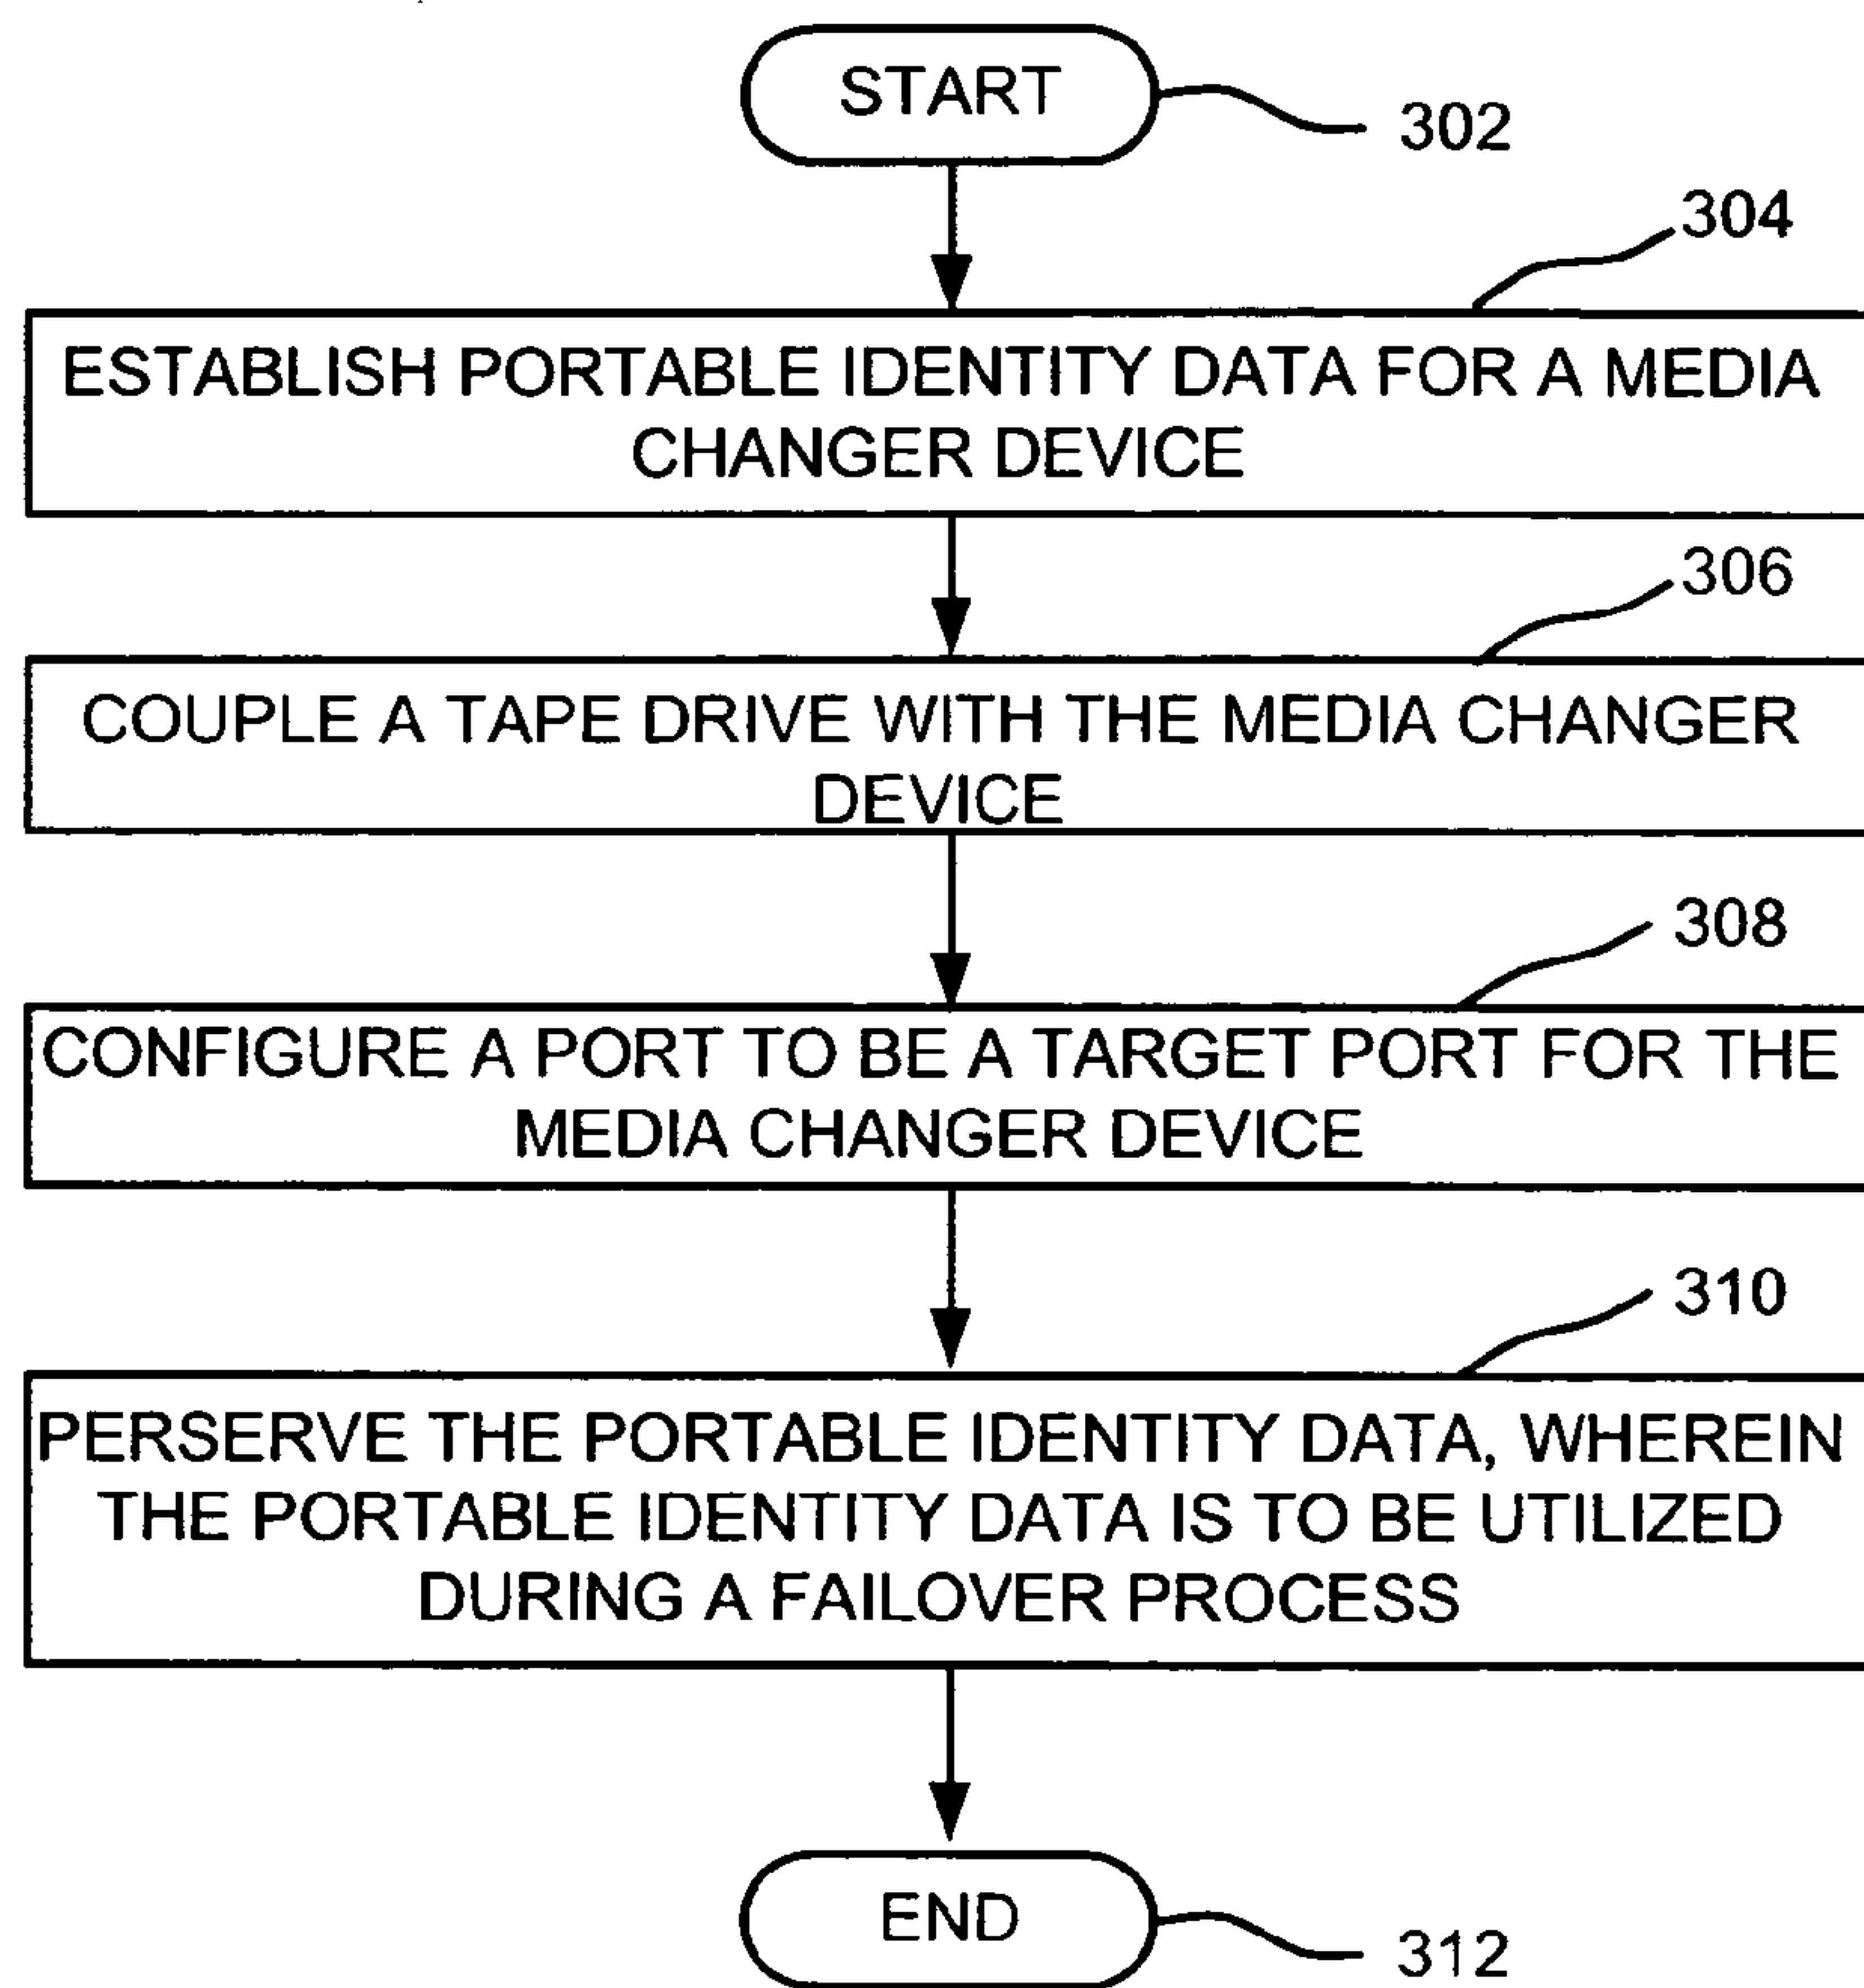 START
302
304
ESTABLISH PORTABLE IDENTITY DATA FOR A MEDIA
CHANGER DEVICE
306
COUPLE A TAPE DRIVE WITH THE MEDIA CHANGER
DEVICE
308
CONFIGURE A PORT TO BE A TARGET PORT FOR THE
MEDIA CHANGER DEVICE
310
PERSERVE THE PORTABLE IDENTITY DATA, WHEREIN
THE PORTABLE IDENTITY DATA IS TO BE UTILIZED
DURING A FAILOVER PROCESS
END
312